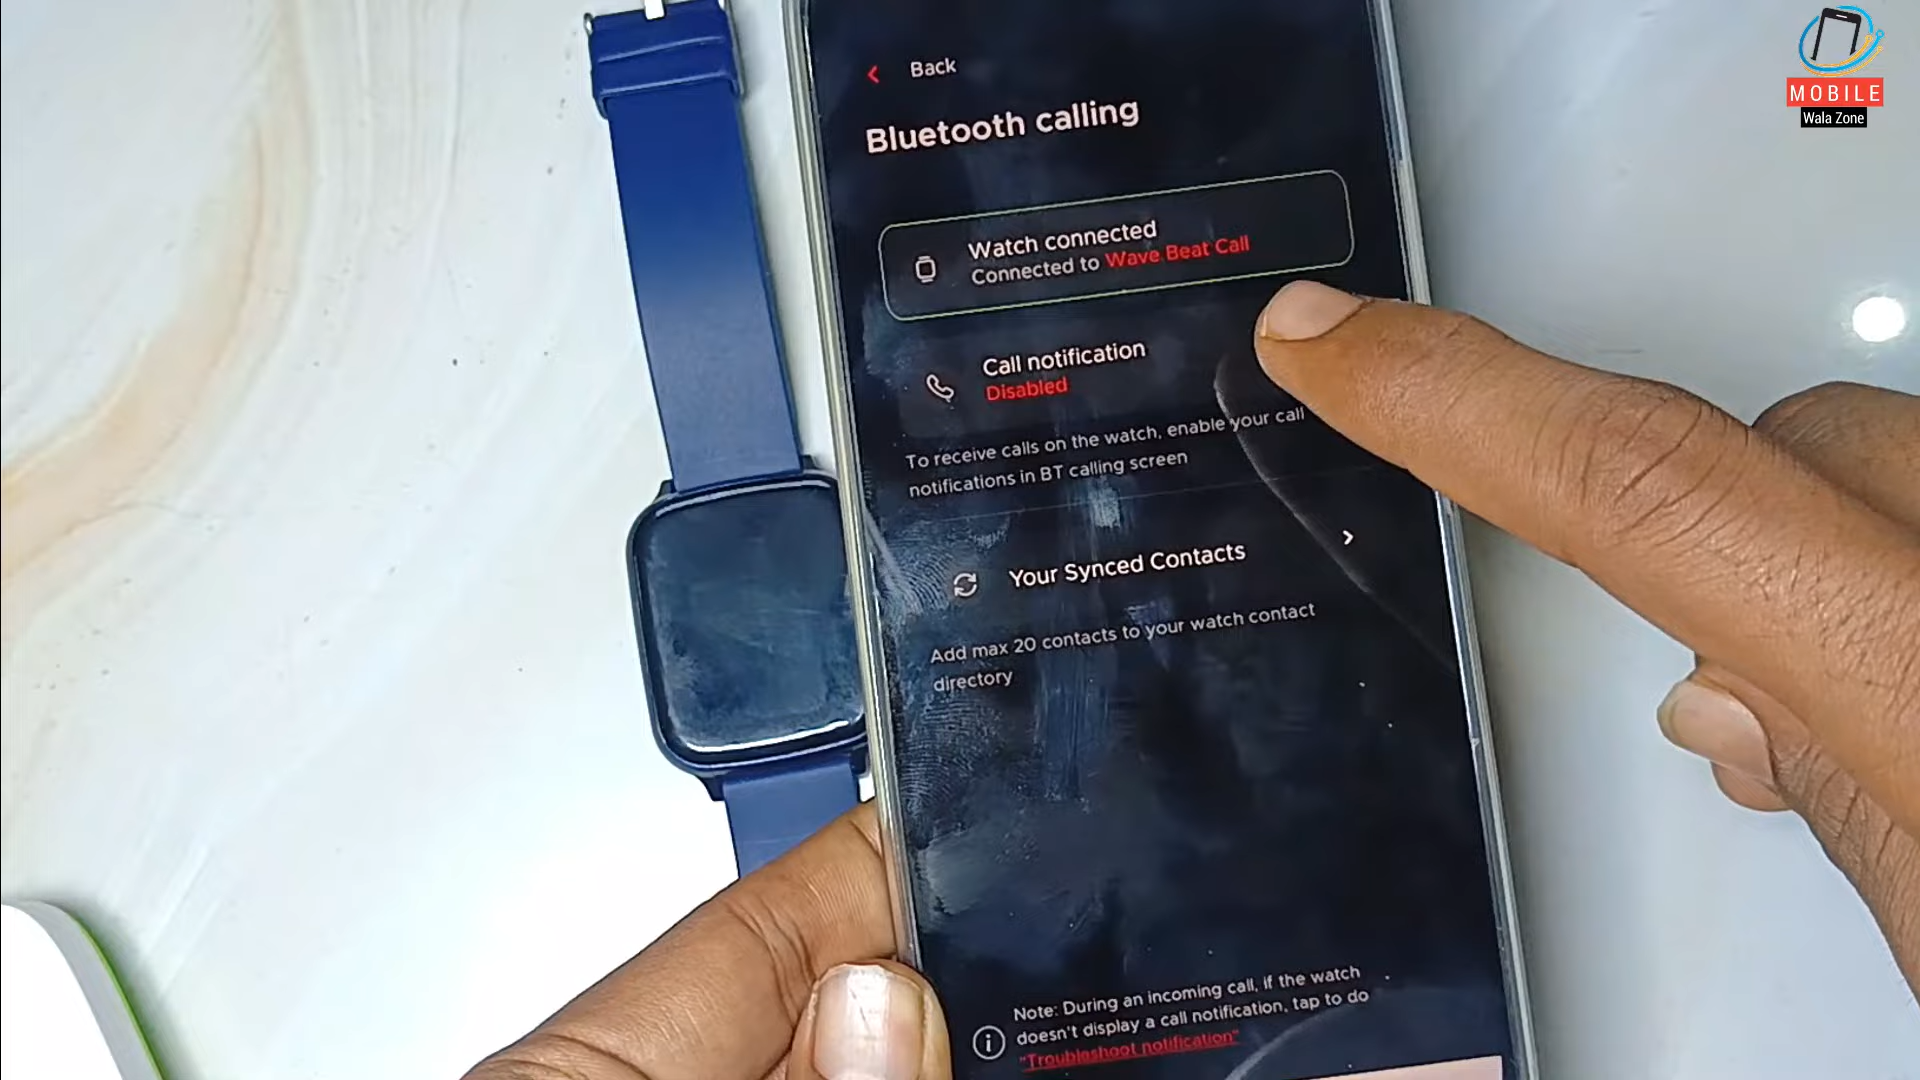 MOBILE
Wala Zone
Back
Bluetooth calling
Watch connected
Connected to Wave Beat Call
Call notification
Disabled
To receive calls on the watch, enable your call
notifications in BT calling screen
Your Synced Contacts
Add max 20 contacts to your watch contact
directory
Note: During an incoming call, if the watch
doesn't display a call notification, tap to do
"Troubleshoot notification"